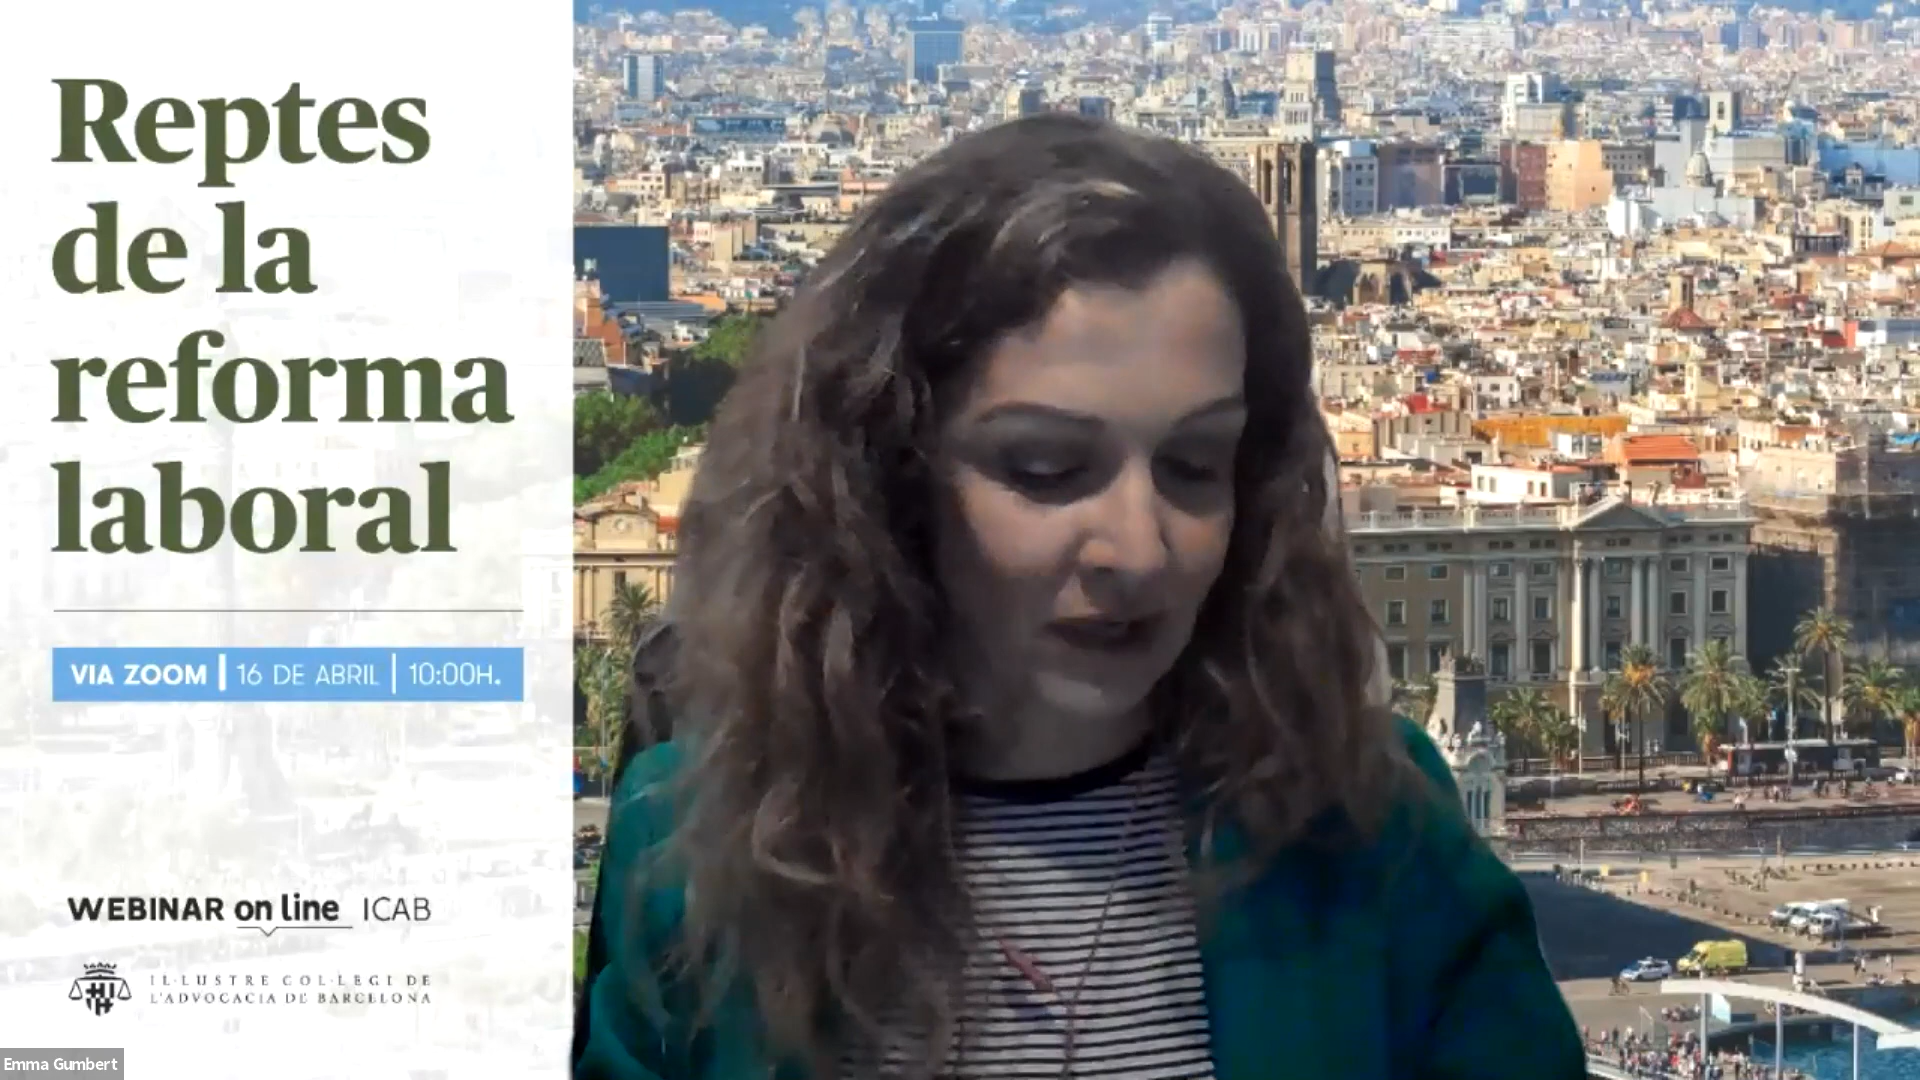 Reptes
de la
reforma
laboral
VIA ZOOM | 16 DE ABRIL | 10:00H.
WEBINAR on line ICAB
IL·LUSTRE COL·LEGI DE
L'ADVOCACIA DE BARCELONA
Emma Gumbert